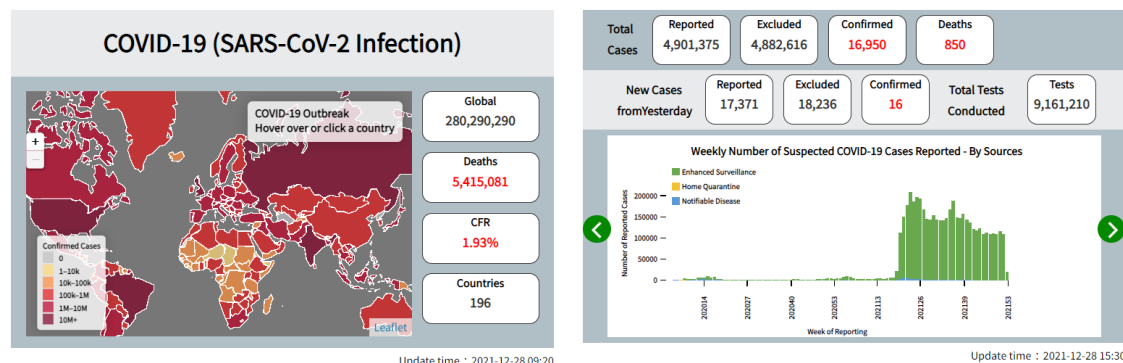 COVID-19 (SARS-CoV-2 Infection)
+
−
COVID-19 Outbreak
Hover over or click a country
Confirmed Cases
0
1–10k
10k–100k
100k–1M
1M–10M
10M+
Leaflet
Global
280,290,290
Deaths
5,415,081
CFR
1.93%
Countries
196
Update time：2021-12-28 09:20
Total
Cases
Reported
4,901,375
Excluded
4,882,616
Confirmed
16,950
Deaths
850
New Cases
fromYesterday
Reported
17,371
Excluded
18,236
Confirmed
16
Total Tests
Conducted
Tests
9,161,210
Weekly Number of Suspected COVID-19 Cases Reported - By Sources
Enhanced Surveillance
Home Quarantine
Notifiable Disease
Number of Reported Cases
200000
150000
100000
50000
0
202014
202027
202040
202053
202113
202126
202139
202153
Week of Reporting
Update time：2021-12-28 15:30